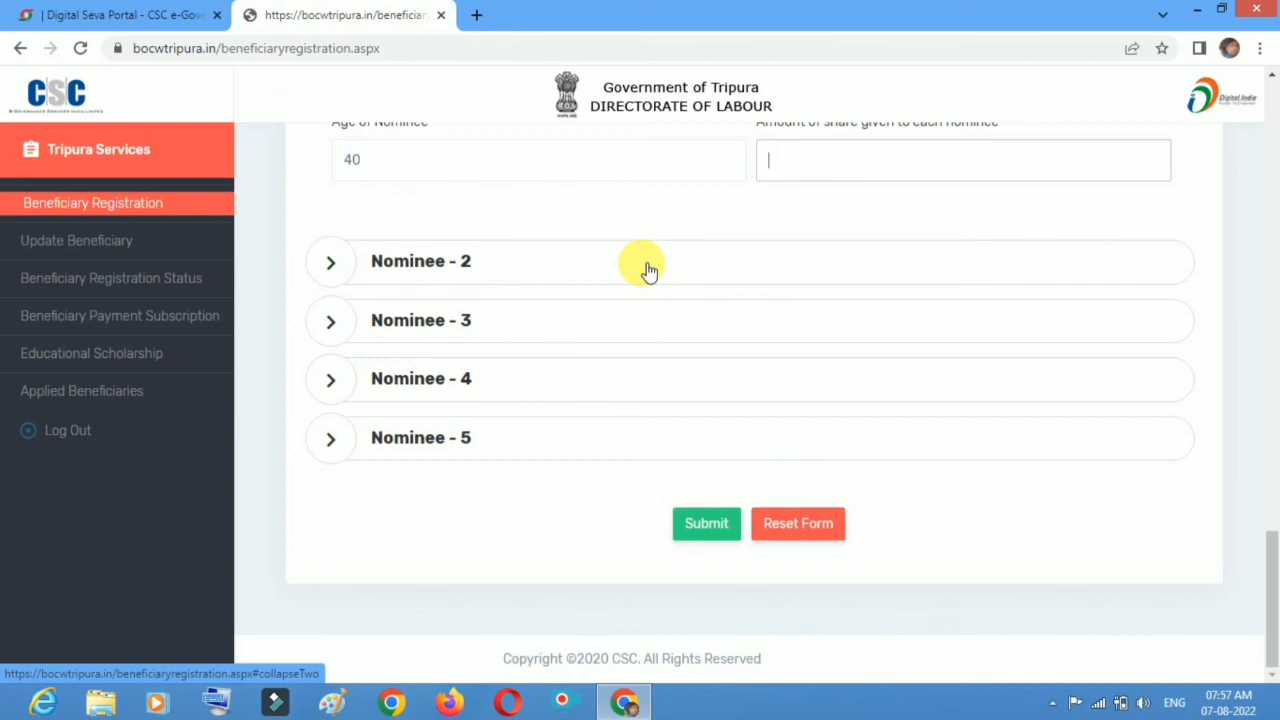 | Digital Seva Portal - CSC e-Gov
https://bocwtripura.in/beneficiar
bocwtripura.in/beneficiaryregistration.aspx
CSC
Government of Tripura
DIRECTORATE OF LABOUR
Digital India
Tripura Services
Beneficiary Registration
Update Beneficiary
Beneficiary Registration Status
Beneficiary Payment Subscription
Educational Scholarship
Applied Beneficiaries
Log Out
Age of Nominee
Amount of share given to each nominee
40
Nominee - 2
Nominee - 3
Nominee - 4
Nominee - 5
Submit
Reset Form
Copyright ©2020 CSC. All Rights Reserved
https://bocwtripura.in/beneficiaryregistration.aspx#collapseTwo
ENG
07:57 AM
07-08-2022